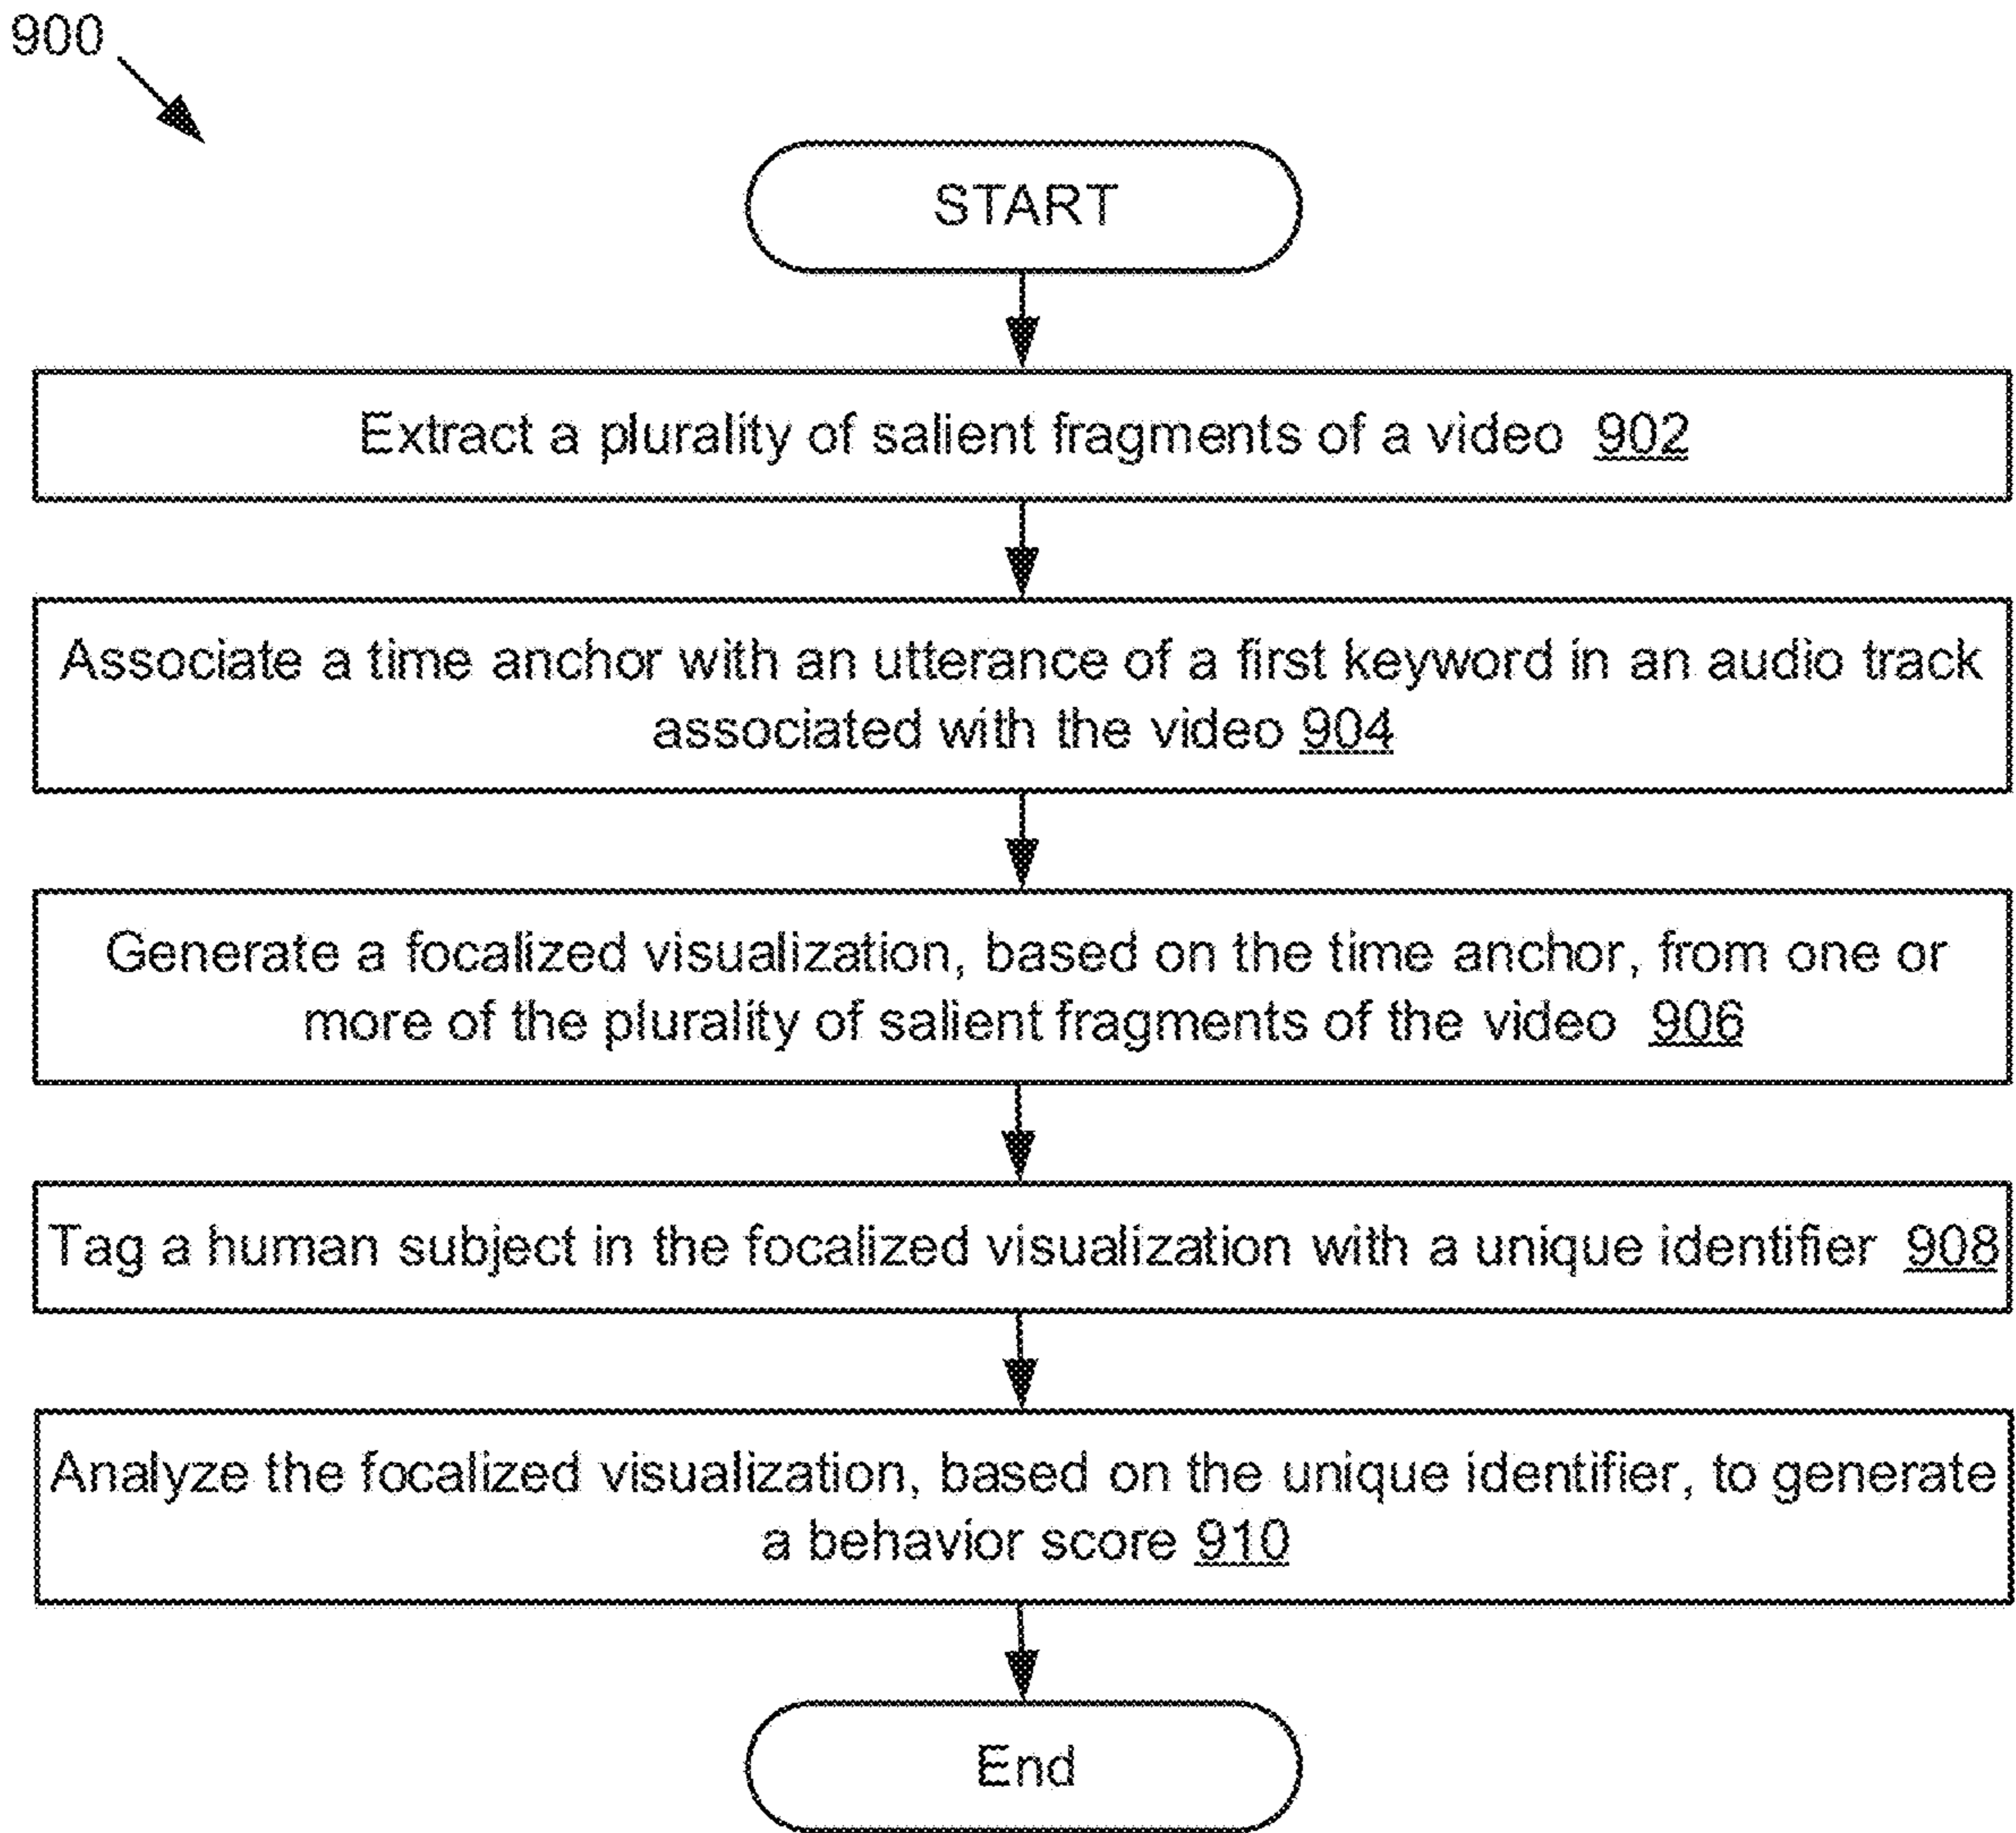 900
START
Extract a plurality of salient fragments of a video 902
Associate a time anchor with an utterance of a first keyword in an audio track
associated with the video 904
Generate a focalized visualization, based on the time anchor, from one or
more of the plurality of salient fragments of the video 906
Tag a human subject in the focalized visualization with a unique identifier 908
Analyze the focalized visualization, based on the unique identifier, to generate
a behavior score 910
End